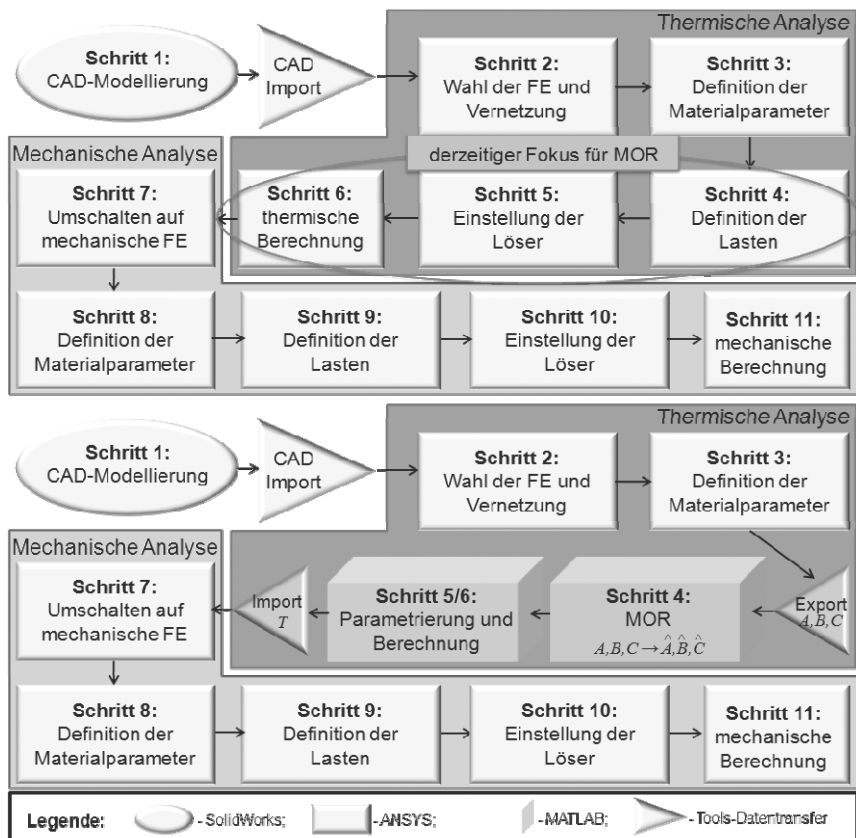 Thermische Analyse
Schritt 1:
CAD-Modellierung
CAD
Import
Schritt 2:
Wahl der FE und
Vernetzung
Schritt 3:
Definition der
Materialparameter
Mechanische Analyse
derzeitiger Fokus für MOR
Schritt 7:
Umschalten auf
mechanische FE
Schritt 6:
thermische
Berechnung
Schritt 5:
Einstellung der
Löser
Schritt 4:
Definition der
Lasten
Schritt 8:
Definition der
Materialparameter
Schritt 9:
Definition der
Lasten
Schritt 10:
Einstellung der
Löser
Schritt 11:
mechanische
Berechnung
Thermische Analyse
Schritt 1:
CAD-Modellierung
CAD
Import
Schritt 2:
Wahl der FE und
Vernetzung
Schritt 3:
Definition der
Materialparameter
Mechanische Analyse
Schritt 7:
Umschalten auf
mechanische FE
Import
T
Schritt 5/6:
Parametrierung und
Berechnung
Schritt 4:
MOR
A,B,C→Â,B̂,Ĉ
Export
A,B,C
Schritt 8:
Definition der
Materialparameter
Schritt 9:
Definition der
Lasten
Schritt 10:
Einstellung der
Löser
Schritt 11:
mechanische
Berechnung
Legende: - SolidWorks; -ANSYS; -MATLAB; -Tools-Datentransfer